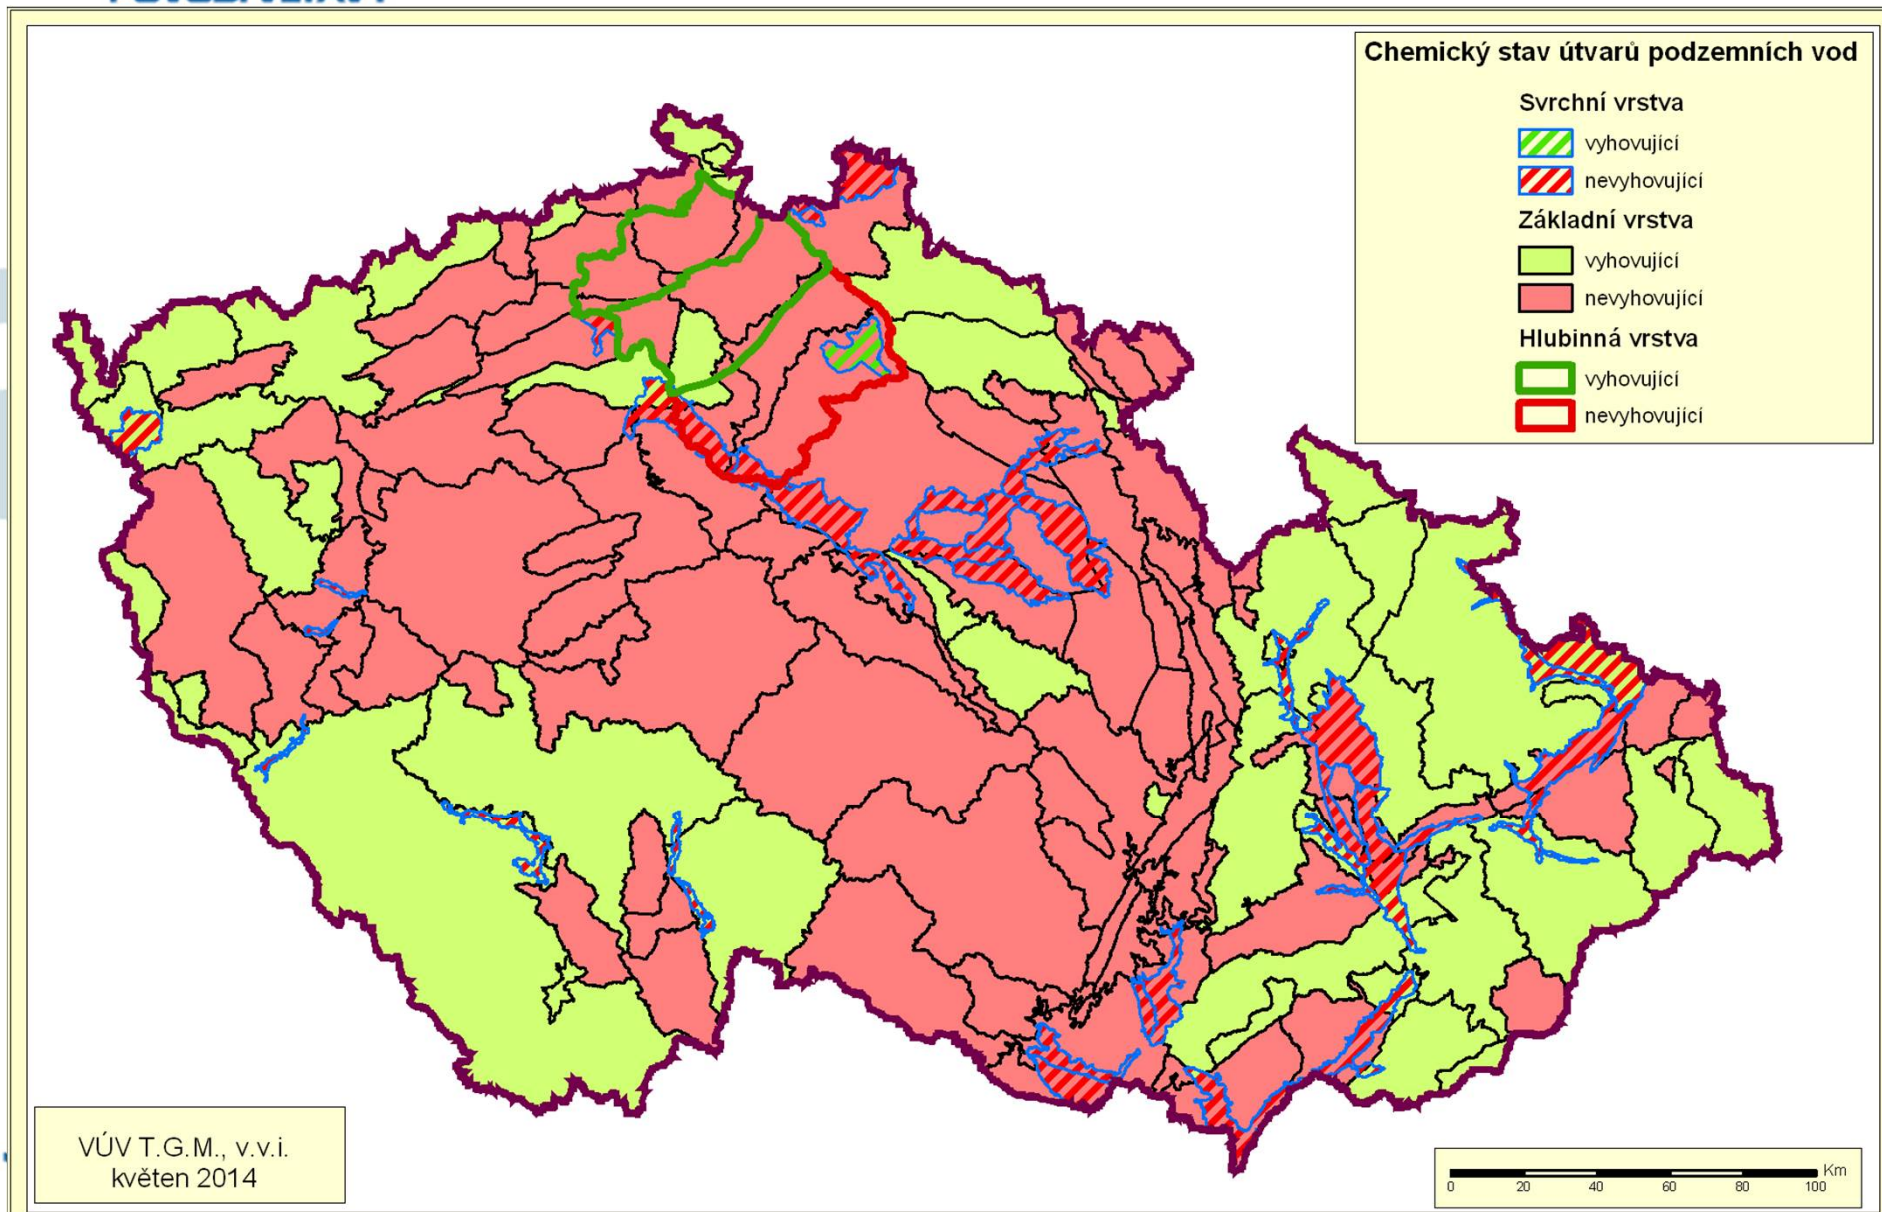 Chemický stav útvarů podzemních vod
Svrchní vrstva
vyhovující
nevyhovující
Základní vrstva
vyhovující
nevyhovující
Hlubinná vrstva
vyhovující
nevyhovující
VÚV T.G.M., v.v.i.
květen 2014
Km
0 20 40 60 80 100